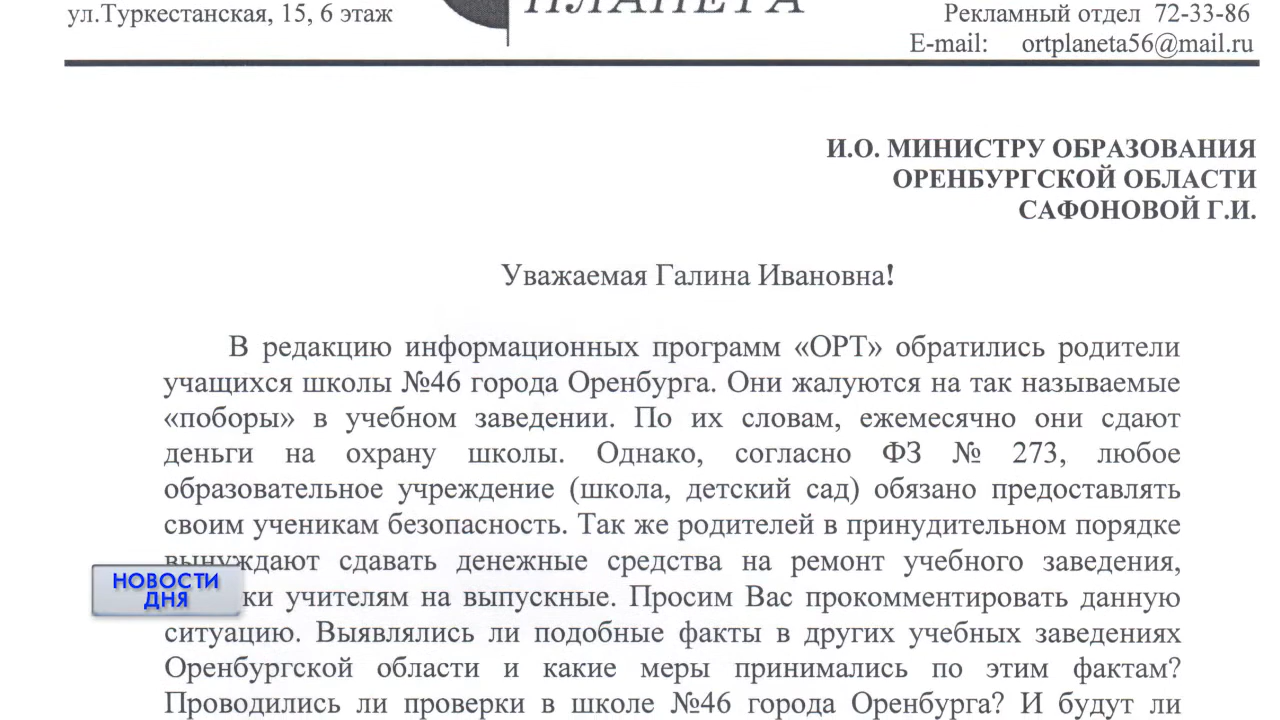 ул.Туркестанская, 15, 6 этаж
ПЛАНЕТА
Рекламный отдел 72-33-86
E-mail: ortplaneta56@mail.ru
И.О. МИНИСТРУ ОБРАЗОВАНИЯ
ОРЕНБУРГСКОЙ ОБЛАСТИ
САФОНОВОЙ Г.И.
Уважаемая Галина Ивановна!
В редакцию информационных программ «ОРТ» обратились родители
учащихся школы №46 города Оренбурга. Они жалуются на так называемые
«поборы» в учебном заведении. По их словам, ежемесячно они сдают
деньги на охрану школы. Однако, согласно ФЗ № 273, любое
образовательное учреждение (школа, детский сад) обязано предоставлять
своим ученикам безопасность. Так же родителей в принудительном порядке
вынуждают сдавать денежные средства на ремонт учебного заведения,
учителям на выпускные. Просим Вас прокомментировать данную
ситуацию. Выявлялись ли подобные факты в других учебных заведениях
Оренбургской области и какие меры принимались по этим фактам?
Проводились ли проверки в школе №46 города Оренбурга? И будут ли
НОВОСТИ
ДНЯ